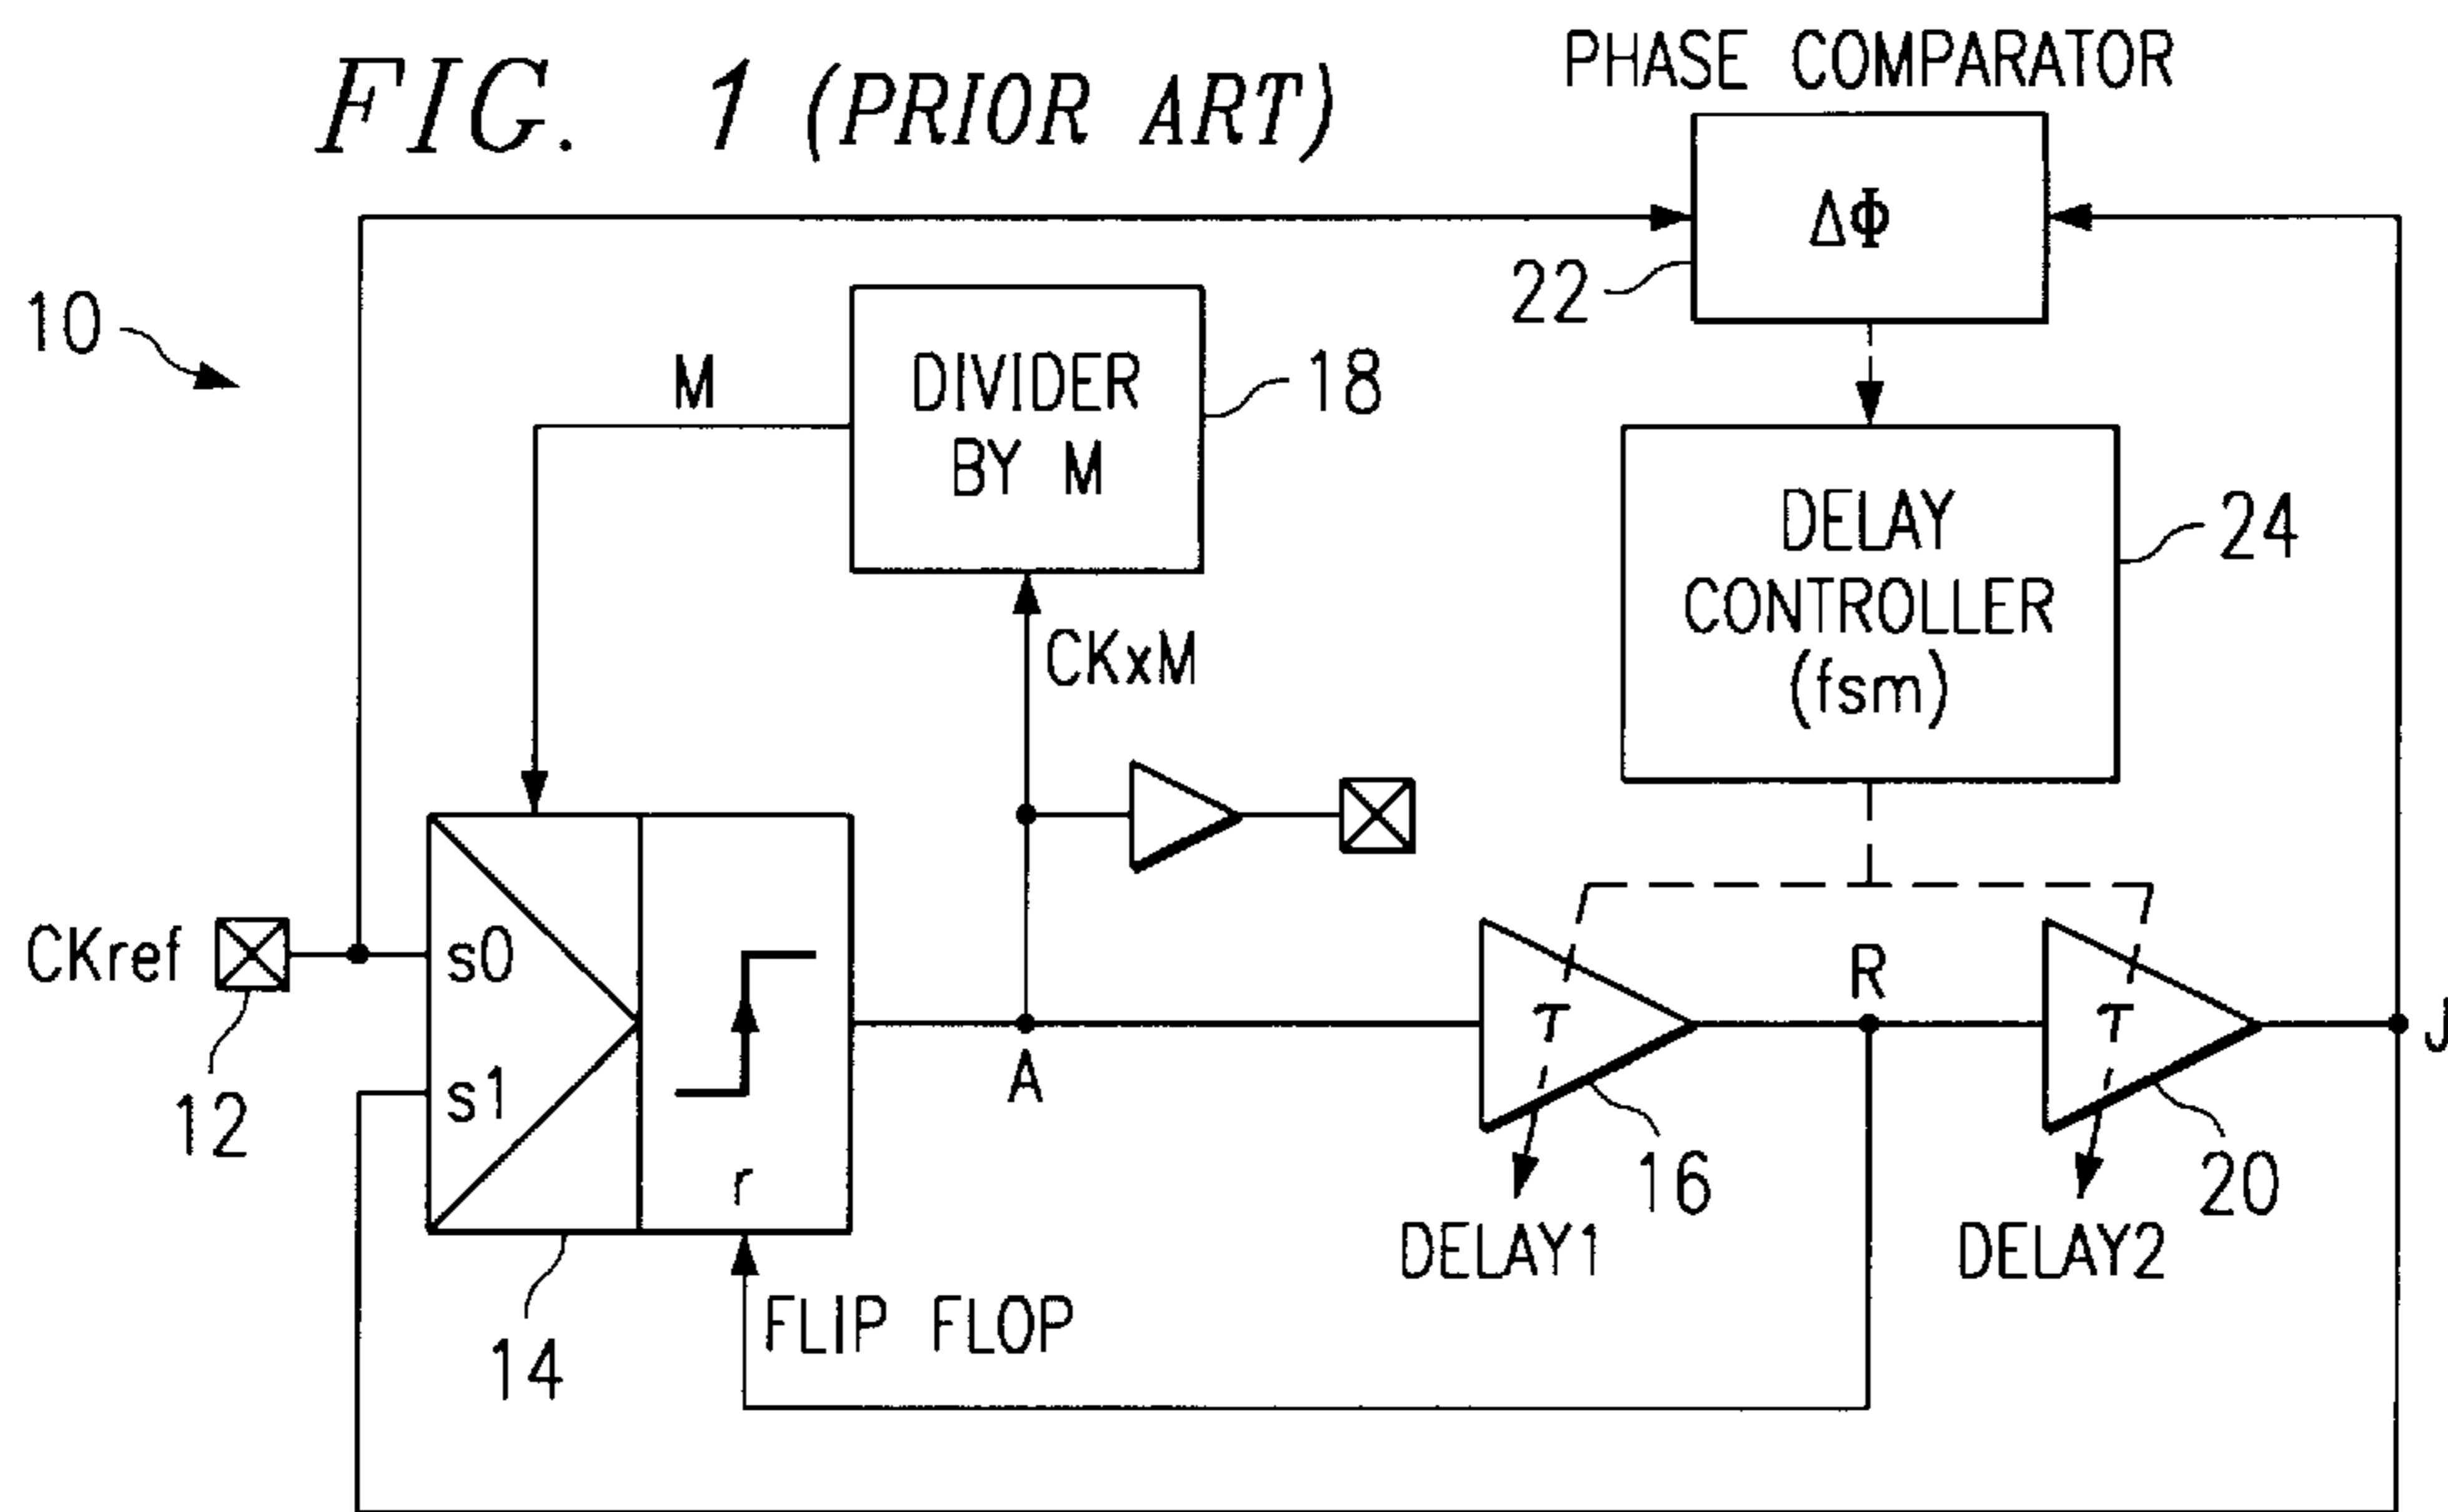 FIG. 1 (PRIOR ART)
PHASE COMPARATOR
ΔΦ
22
10
M
DIVIDER
BY M
18
DELAY
CONTROLLER
(fsm)
24
CKxM
CKref
s0
s1
12
r
14
FLIP FLOP
A
T
16
DELAY1
R
T
20
DELAY2
J